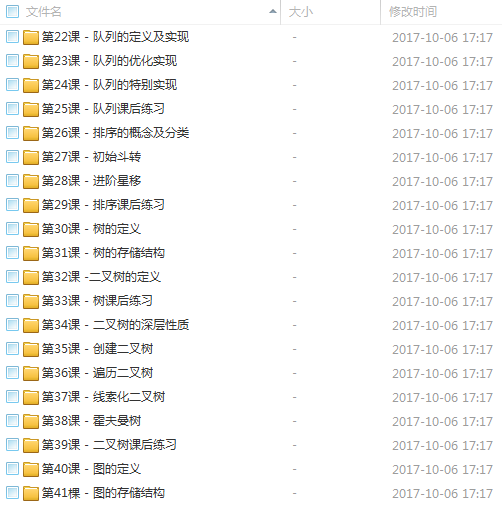 文件名 大小 修改时间
第22课 - 队列的定义及实现 - 2017-10-06 17:17
第23课 - 队列的优化实现 - 2017-10-06 17:17
第24课 - 队列的特别实现 - 2017-10-06 17:17
第25课 - 队列课后练习 - 2017-10-06 17:17
第26课 - 排序的概念及分类 - 2017-10-06 17:17
第27课 - 初始斗转 - 2017-10-06 17:17
第28课 - 进阶星移 - 2017-10-06 17:17
第29课 - 排序课后练习 - 2017-10-06 17:17
第30课 - 树的定义 - 2017-10-06 17:17
第31课 - 树的存储结构 - 2017-10-06 17:17
第32课 -二叉树的定义 - 2017-10-06 17:17
第33课 - 树课后练习 - 2017-10-06 17:17
第34课 - 二叉树的深层性质 - 2017-10-06 17:17
第35课 - 创建二叉树 - 2017-10-06 17:17
第36课 - 遍历二叉树 - 2017-10-06 17:17
第37课 - 线索化二叉树 - 2017-10-06 17:17
第38课 - 霍夫曼树 - 2017-10-06 17:17
第39课 - 二叉树课后练习 - 2017-10-06 17:17
第40课 - 图的定义 - 2017-10-06 17:17
第41棵 - 图的存储结构 - 2017-10-06 17:17